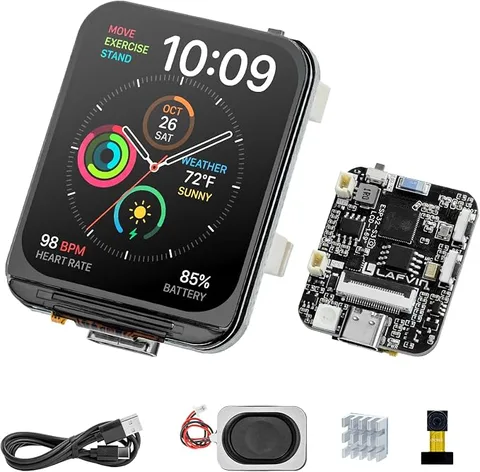 MOVE
EXERCISE
STAND
10:09
OCT
26
SAT
WEATHER
72°F
SUNNY
98 BPM
HEART RATE
85%
BATTERY
LAFVIN